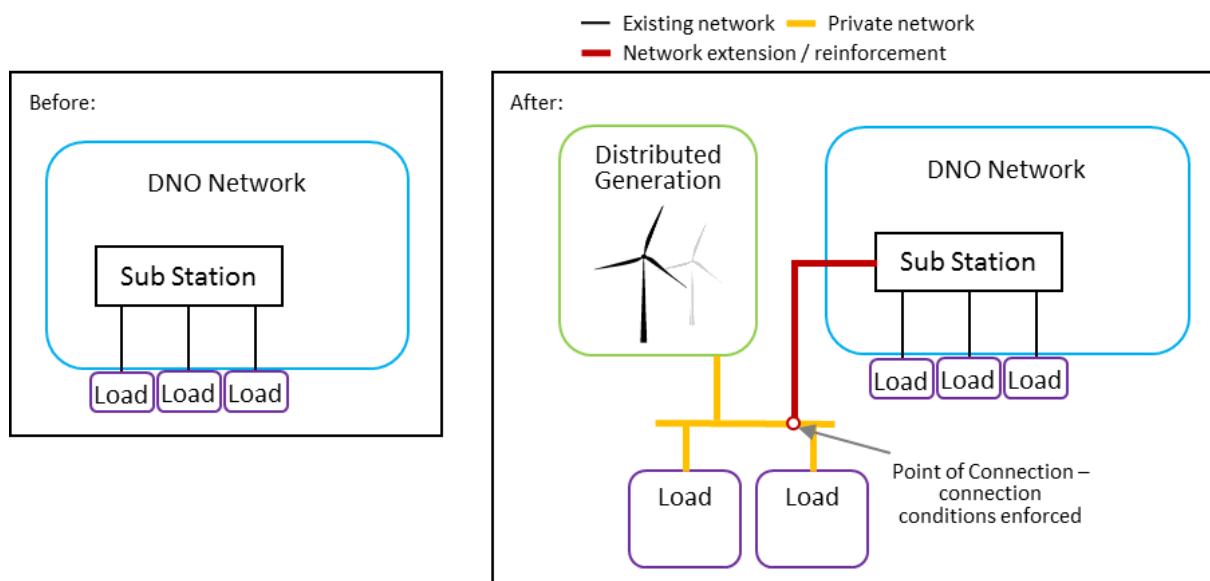 Existing network
Private network
Network extension / reinforcement
Before:
DNO Network
Sub Station
Load
Load
Load
After:
Distributed
Generation
DNO Network
Sub Station
Load
Load
Load
Load
Load
Point of Connection –
connection
conditions enforced